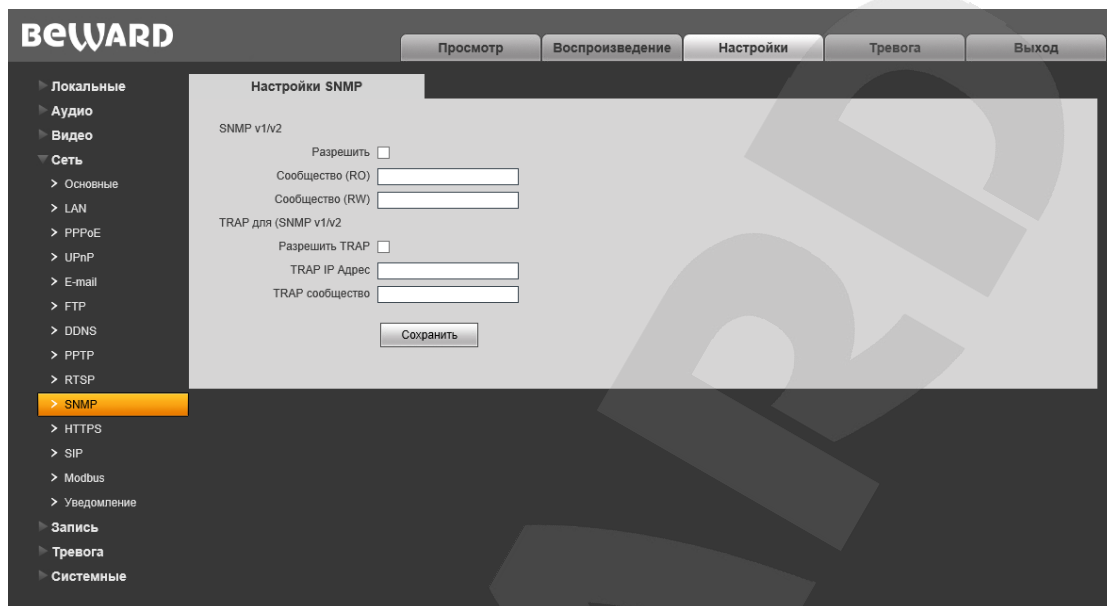 BEWARD
Просмотр
Воспроизведение
Настройки
Тревога
Выход
Локальные
Аудио
Видео
Сеть
Основные
LAN
PPPoE
UPnP
E-mail
FTP
DDNS
PPTP
RTSP
SNMP
HTTPS
SIP
Modbus
Уведомление
Запись
Тревога
Системные
Настройки SNMP
SNMP v1/v2
Разрешить
Сообщество (RO)
Сообщество (RW)
TRAP для (SNMP v1/v2
Разрешить TRAP
TRAP IP Адрес
TRAP сообщество
Сохранить
ARD